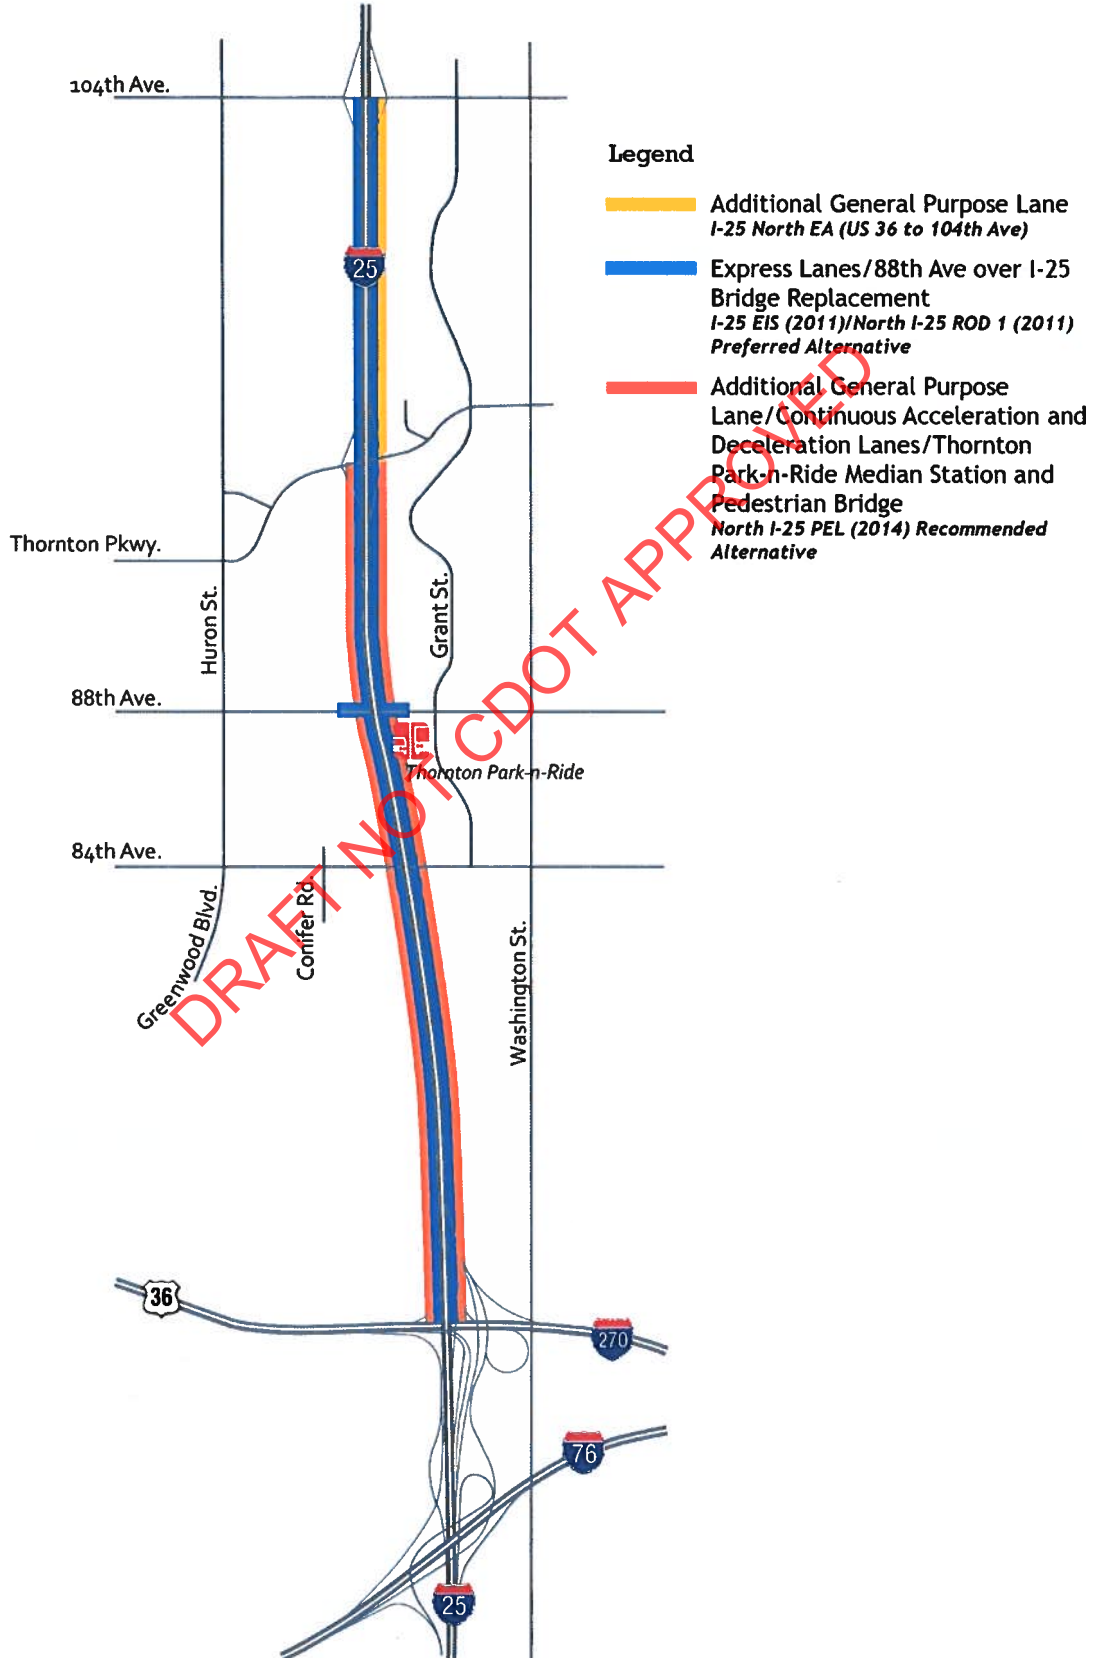 104th Ave.
Legend
Additional General Purpose Lane
I-25 North EA (US 36 to 104th Ave)
25
Express Lanes/88th Ave over I-25
Bridge Replacement
I-25 EIS (2011)/North I-25 ROD 1 (2011)
Preferred Alternative
Additional General Purpose
Lane/Continuous Acceleration and
Deceleration Lanes/Thornton
Park-n-Ride Median Station and
Pedestrian Bridge
North I-25 PEL (2014) Recommended
Alternative
Thornton Pkwy.
Huron St.
Grant St.
88th Ave.
Thornton Park-n-Ride
84th Ave.
Greenwood Blvd.
Conifer Rd.
Washington St.
DRAFT NOT CDOT APPROVED
36
270
76
25